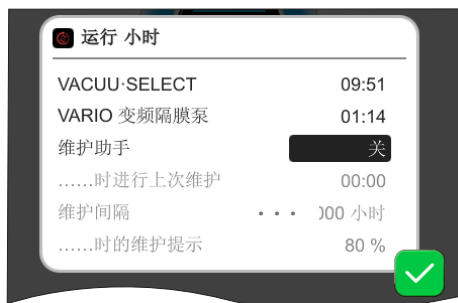 运行 小时
VACUU·SELECT 09:51
VARIO 变频隔膜泵 01:14
维护助手 关
……时进行上次维护 00:00
维护间隔 • • • 000 小时
……时的维护提示 80 %